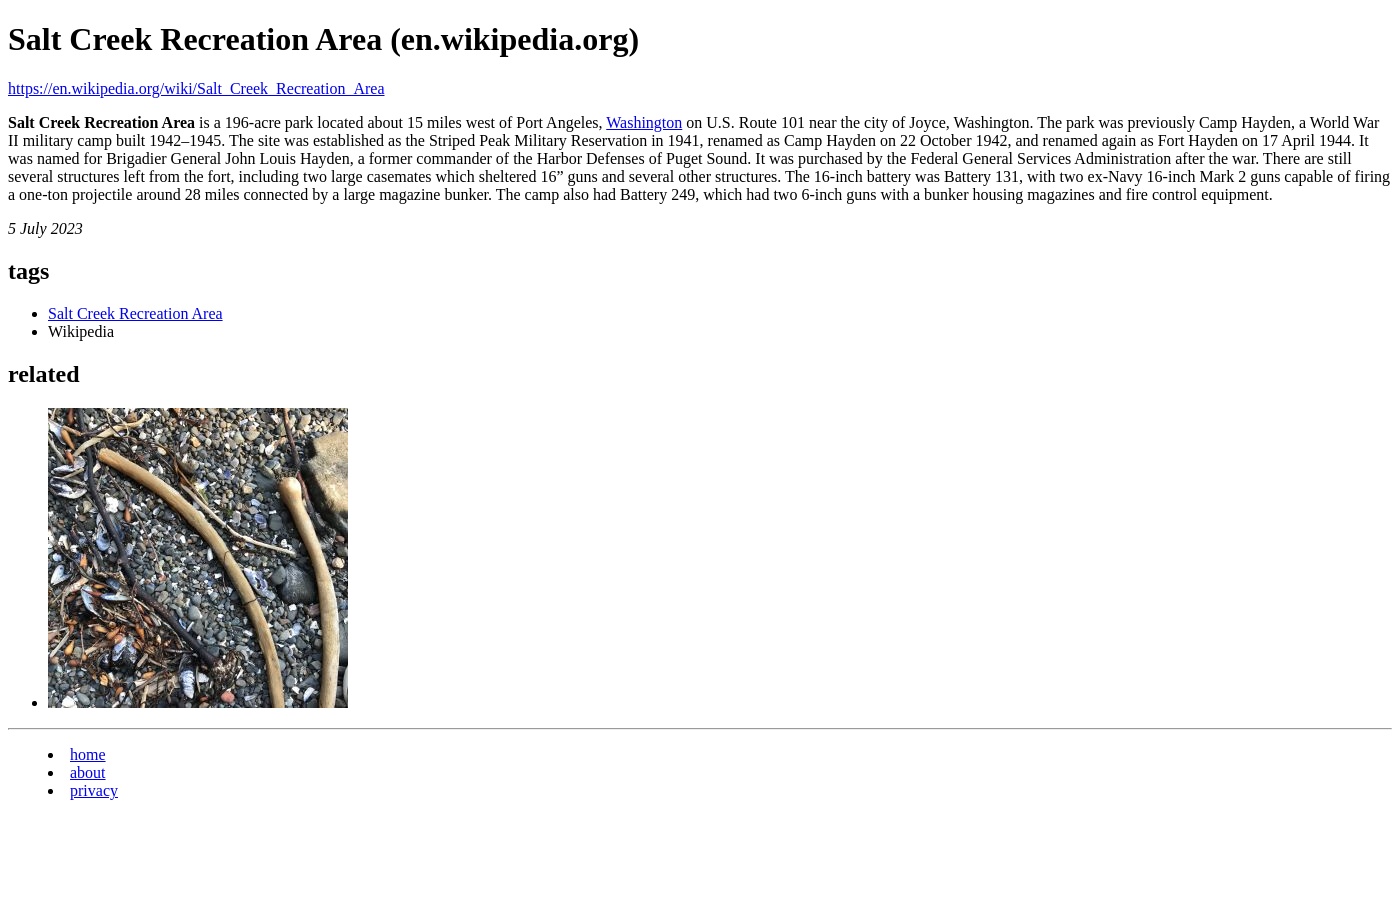 Salt Creek Recreation Area (en.wikipedia.org)
https://en.wikipedia.org/wiki/Salt_Creek_Recreation_Area
Salt Creek Recreation Area is a 196-acre park located about 15 miles west of Port Angeles, Washington on U.S. Route 101 near the city of Joyce, Washington. The park was previously Camp Hayden, a World War
II military camp built 1942–1945. The site was established as the Striped Peak Military Reservation in 1941, renamed as Camp Hayden on 22 October 1942, and renamed again as Fort Hayden on 17 April 1944. It
was named for Brigadier General John Louis Hayden, a former commander of the Harbor Defenses of Puget Sound. It was purchased by the Federal General Services Administration after the war. There are still
several structures left from the fort, including two large casemates which sheltered 16” guns and several other structures. The 16-inch battery was Battery 131, with two ex-Navy 16-inch Mark 2 guns capable of firing
a one-ton projectile around 28 miles connected by a large magazine bunker. The camp also had Battery 249, which had two 6-inch guns with a bunker housing magazines and fire control equipment.
5 July 2023
tags
Salt Creek Recreation Area
Wikipedia
related
home
about
privacy